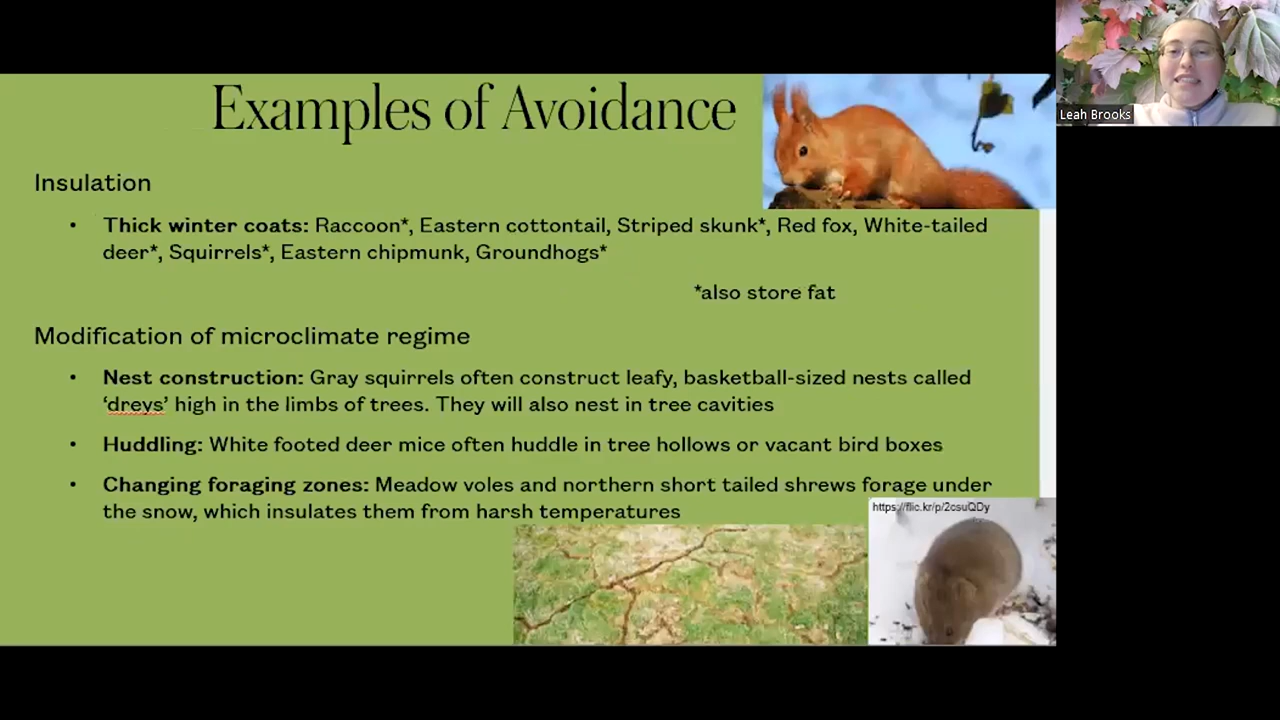 Examples of Avoidance
Leah Brooks
Insulation
• Thick winter coats: Raccoon*, Eastern cottontail, Striped skunk*, Red fox, White-tailed
deer*, Squirrels*, Eastern chipmunk, Groundhogs*
*also store fat
Modification of microclimate regime
• Nest construction: Gray squirrels often construct leafy, basketball-sized nests called
‘dreys’ high in the limbs of trees. They will also nest in tree cavities
• Huddling: White footed deer mice often huddle in tree hollows or vacant bird boxes
• Changing foraging zones: Meadow voles and northern short tailed shrews forage under
the snow, which insulates them from harsh temperatures
https://flic.kr/p/2csuQDy